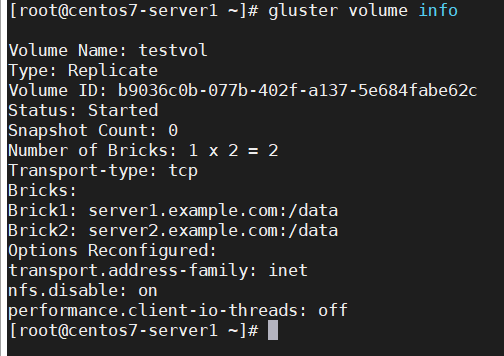 [root@centos7-server1 ~]# gluster volume info
Volume Name: testvol
Type: Replicate
Volume ID: b9036c0b-077b-402f-a137-5e684fabe62c
Status: Started
Snapshot Count: 0
Number of Bricks: 1 x 2 = 2
Transport-type: tcp
Bricks:
Brick1: server1.example.com:/data
Brick2: server2.example.com:/data
Options Reconfigured:
transport.address-family: inet
nfs.disable: on
performance.client-io-threads: off
[root@centos7-server1 ~]#